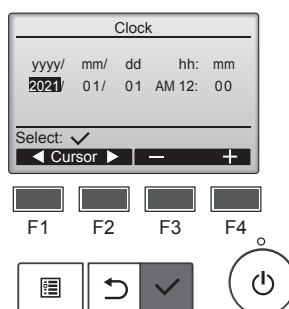 Clock
yyyy/ mm/ dd hh: mm
2021/ 01/ 01 AM 12: 00
Select: ✓
◀ Cursor ▶ − +
F1 F2 F3 F4